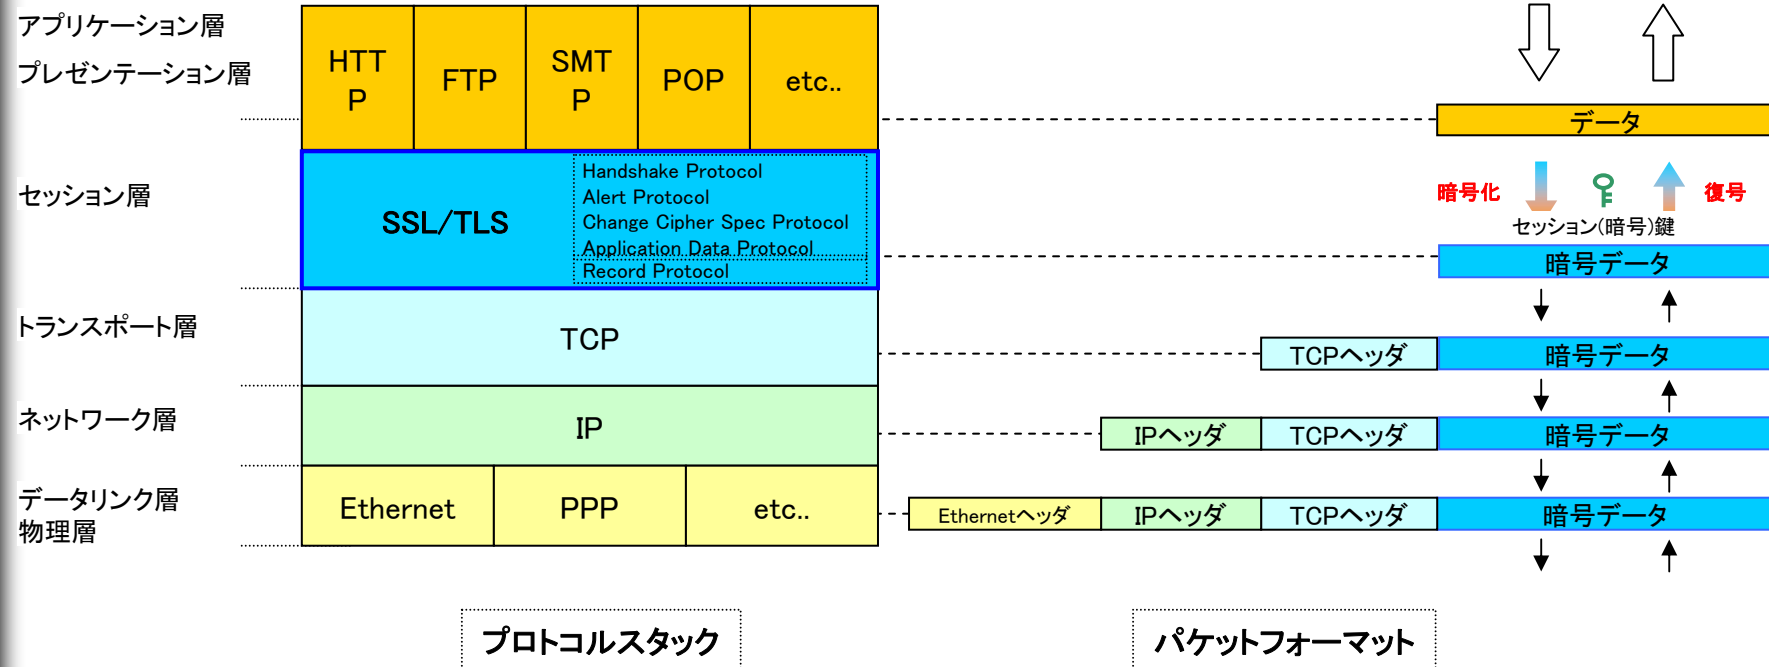 アプリケーション層
プレゼンテーション層
セッション層
トランスポート層
ネットワーク層
データリンク層
物理層
HTT
P
FTP
SMT
P
POP
etc..
SSL/TLS
Handshake Protocol
Alert Protocol
Change Cipher Spec Protocol
Application Data Protocol
Record Protocol
TCP
IP
Ethernet
PPP
etc..
プロトコルスタック
データ
暗号化
復号
セッション(暗号)鍵
暗号データ
TCPヘッダ
暗号データ
IPヘッダ
TCPヘッダ
暗号データ
Ethernetヘッダ
IPヘッダ
TCPヘッダ
暗号データ
パケットフォーマット